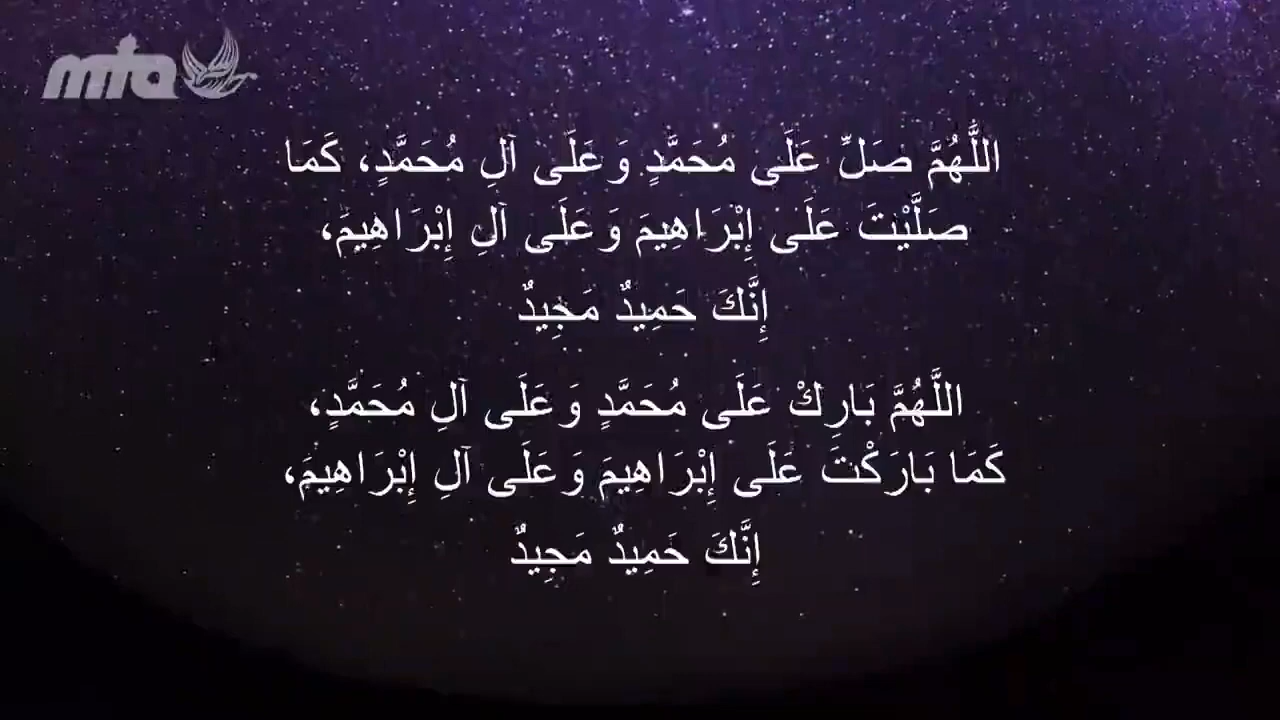 mta
اللَّهُمَّ صَلِّ عَلَى مُحَمَّدٍ وَعَلَى آلِ مُحَمَّدٍ، كَمَا
صَلَّيْتَ عَلَى إِبْرَاهِيمَ وَعَلَى آلِ إِبْرَاهِيمَ،
إِنَّكَ حَمِيدٌ مَجِيدٌ
اللَّهُمَّ بَارِكْ عَلَى مُحَمَّدٍ وَعَلَى آلِ مُحَمَّدٍ،
كَمَا بَارَكْتَ عَلَى إِبْرَاهِيمَ وَعَلَى آلِ إِبْرَاهِيمَ،
إِنَّكَ حَمِيدٌ مَجِيدٌ